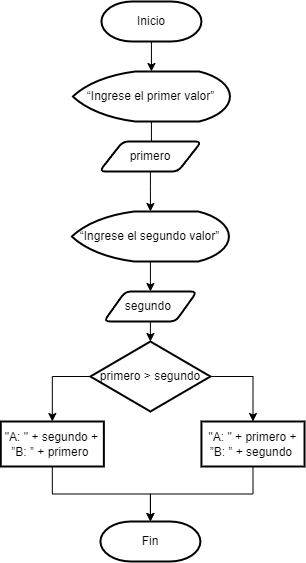 Inicio
“Ingrese el primer valor”
primero
“Ingrese el segundo valor”
segundo
primero > segundo
"A: " + segundo +
”B: ” + primero
"A: " + primero +
”B: ” + segundo
Fin